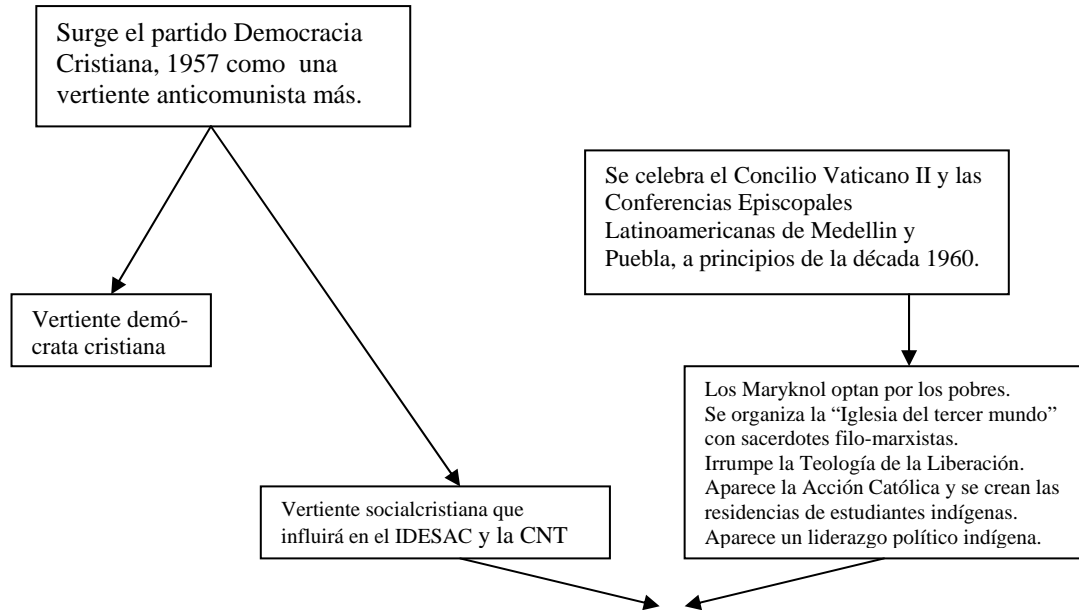 Surge el partido Democracia
Cristiana, 1957 como  una
vertiente anticomunista más.
Se celebra el Concilio Vaticano II y las
Conferencias Episcopales
Latinoamericanas de Medellin y
Puebla, a principios de la década 1960.
Vertiente demó-
crata cristiana
Los Maryknol optan por los pobres.
Se organiza la “Iglesia del tercer mundo”
con sacerdotes filo-marxistas.
Irrumpe la Teología de la Liberación.
Aparece la Acción Católica y se crean las
residencias de estudiantes indígenas.
Aparece un liderazgo político indígena.
Vertiente socialcristiana que
influirá en el IDESAC y la CNT